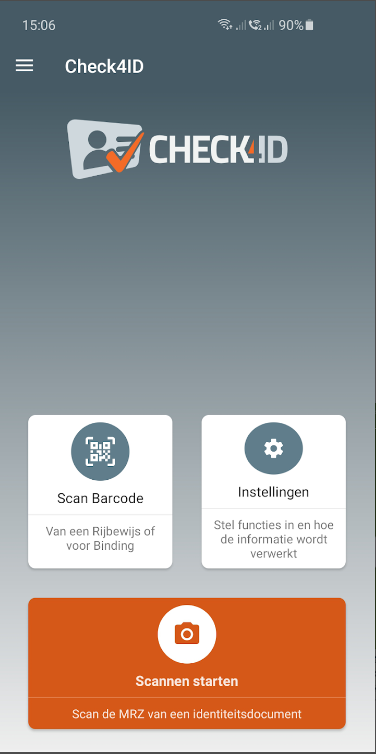 15:06 90%
Check4ID
CHECK4ID
Scan Barcode
Van een Rijbewijs of
voor Binding
Instellingen
Stel functies in en hoe
de informatie wordt
verwerkt
Scannen starten
Scan de MRZ van een identiteitsdocument